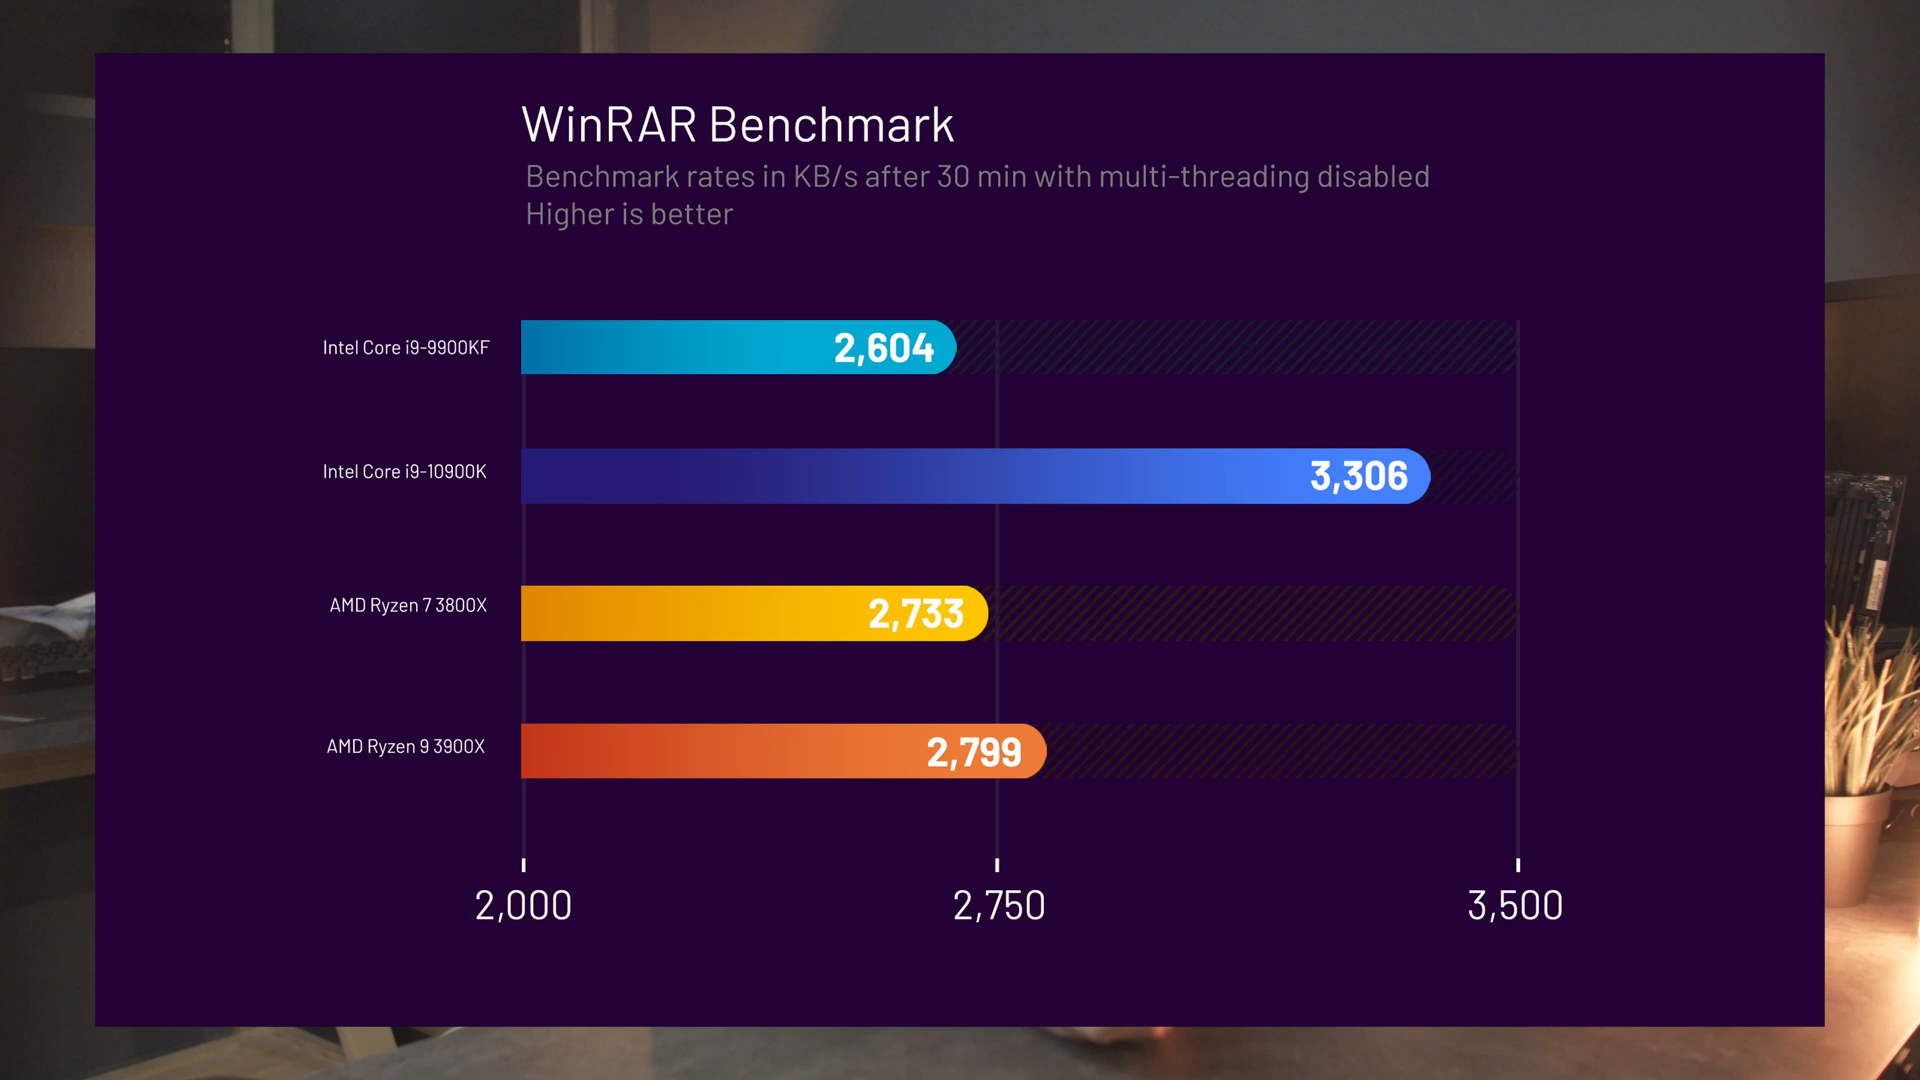 WinRAR Benchmark
Benchmark rates in KB/s after 30 min with multi-threading disabled
Higher is better
Intel Core i9-9900KF 2,604
Intel Core i9-10900K 3,306
AMD Ryzen 7 3800X 2,733
AMD Ryzen 9 3900X 2,799
2,000 2,750 3,500